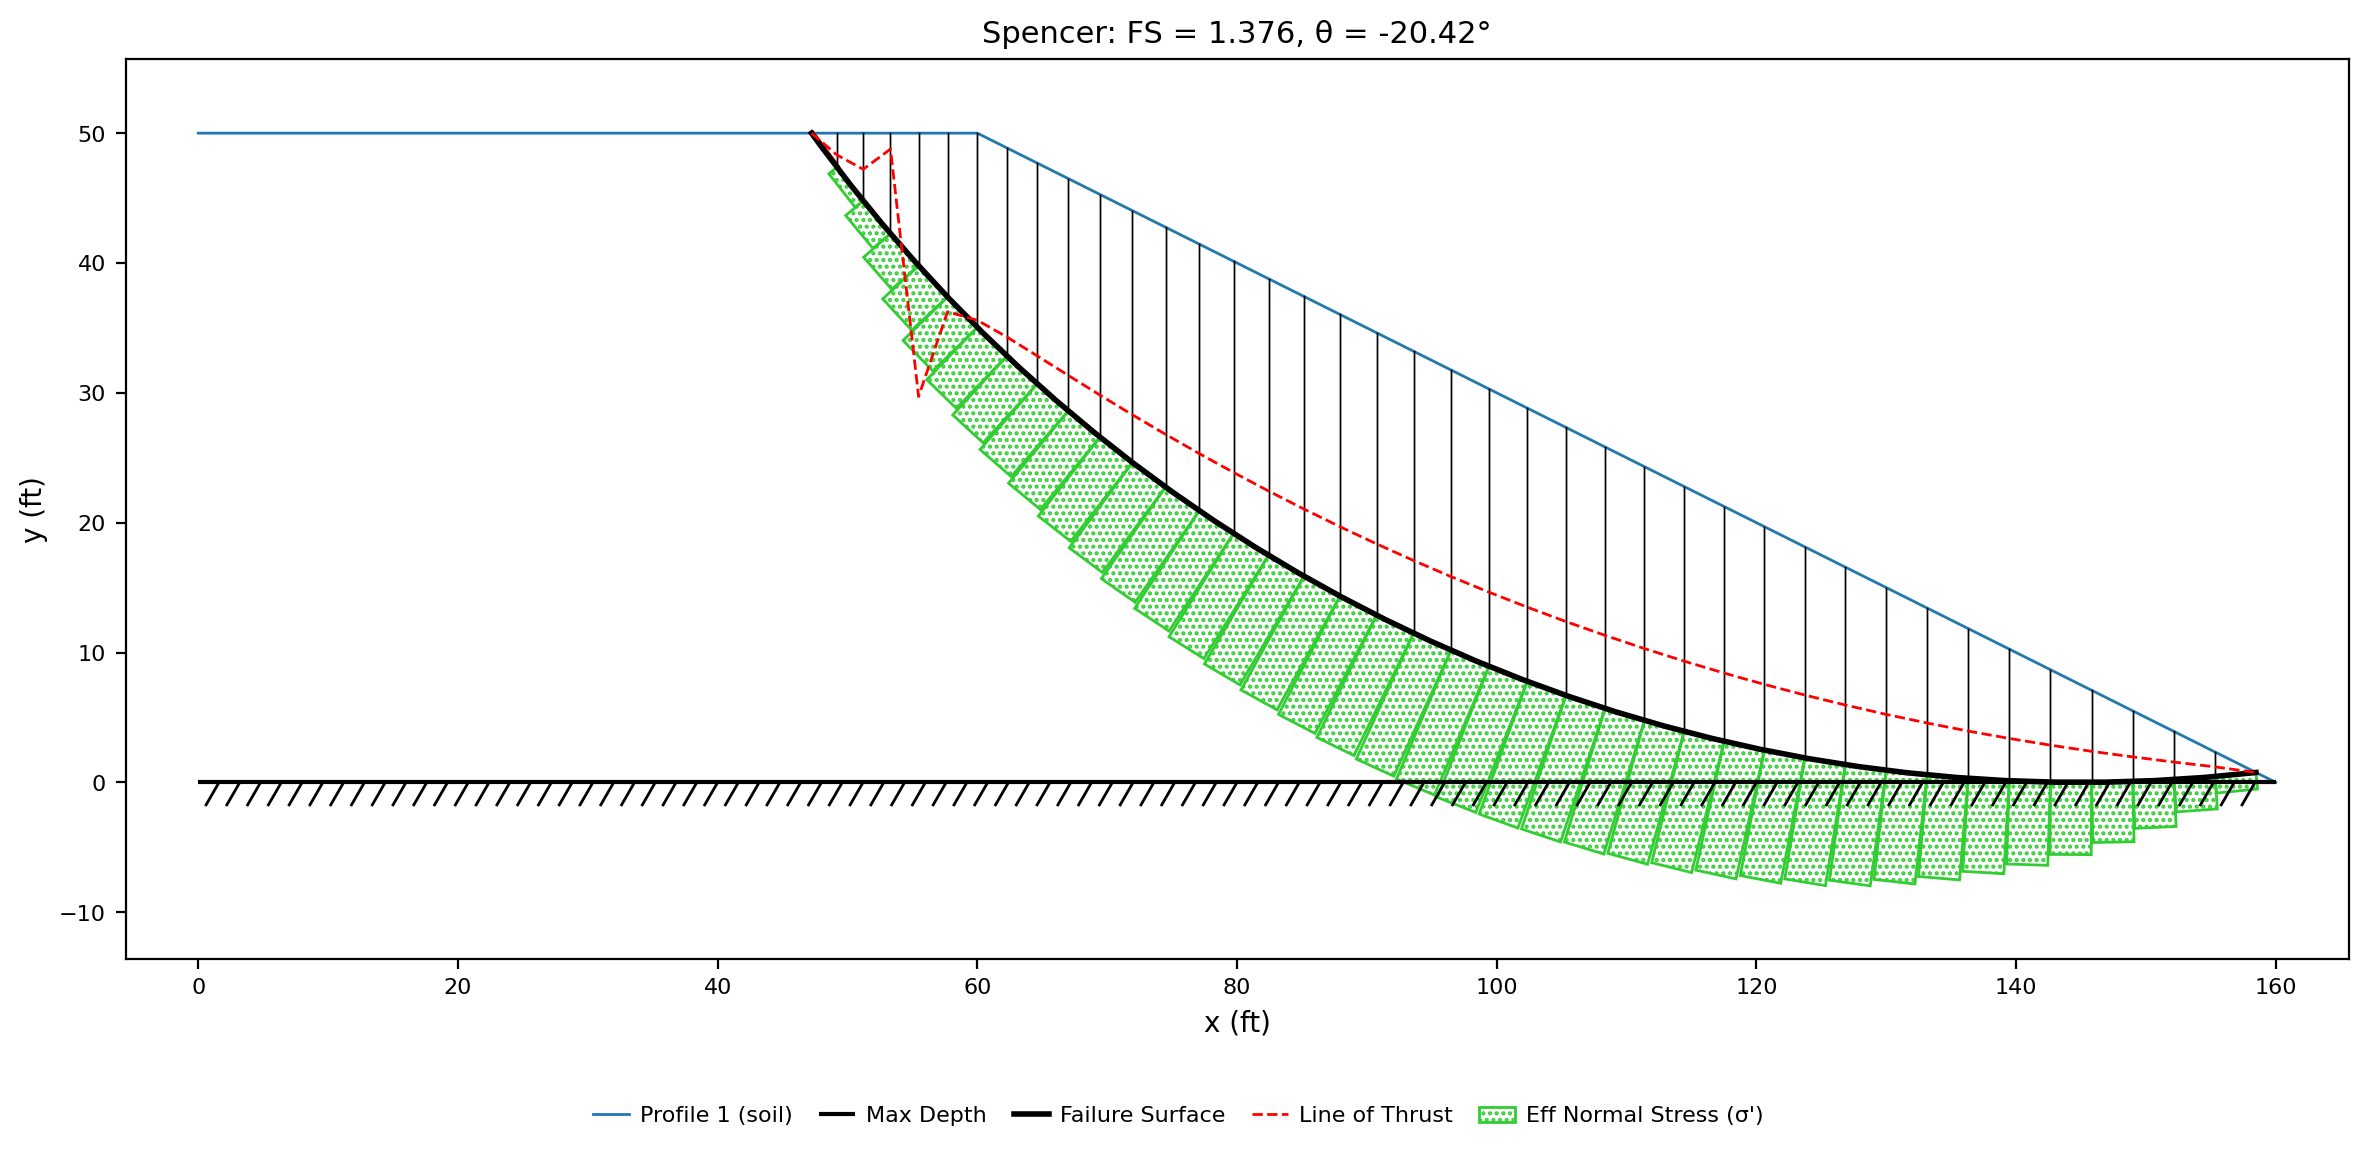 Spencer: FS = 1.376, θ = -20.42°
y (ft)
50
40
30
20
10
0
−10
0 20 40 60 80 100 120 140 160
x (ft)
Profile 1 (soil) Max Depth Failure Surface Line of Thrust Eff Normal Stress (σ')